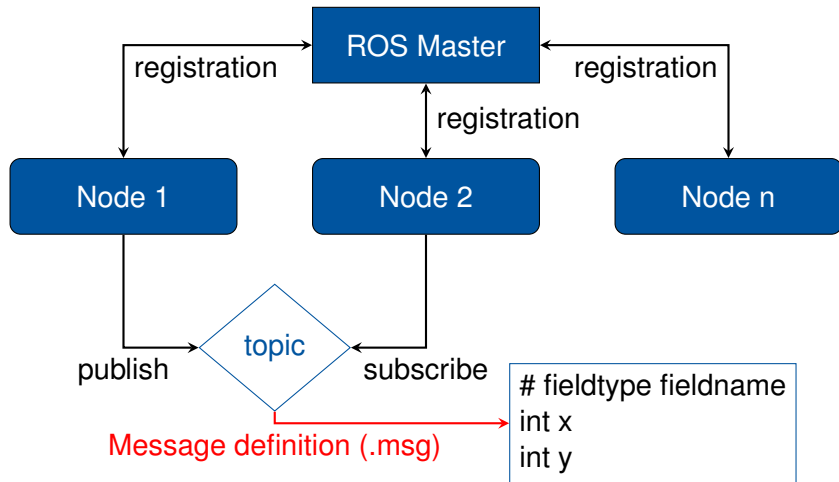 ROS Master
registration
registration
registration
Node 1
Node 2
Node n
topic
publish
subscribe
# fieldtype fieldname
int x
int y
Message definition (.msg)